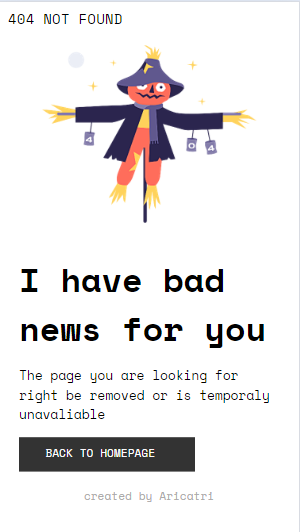 404 NOT FOUND
4
0 4
I have bad
news for you
The page you are looking for
right be removed or is temporaly
unavaliable
BACK TO HOMEPAGE
created by Aricatri